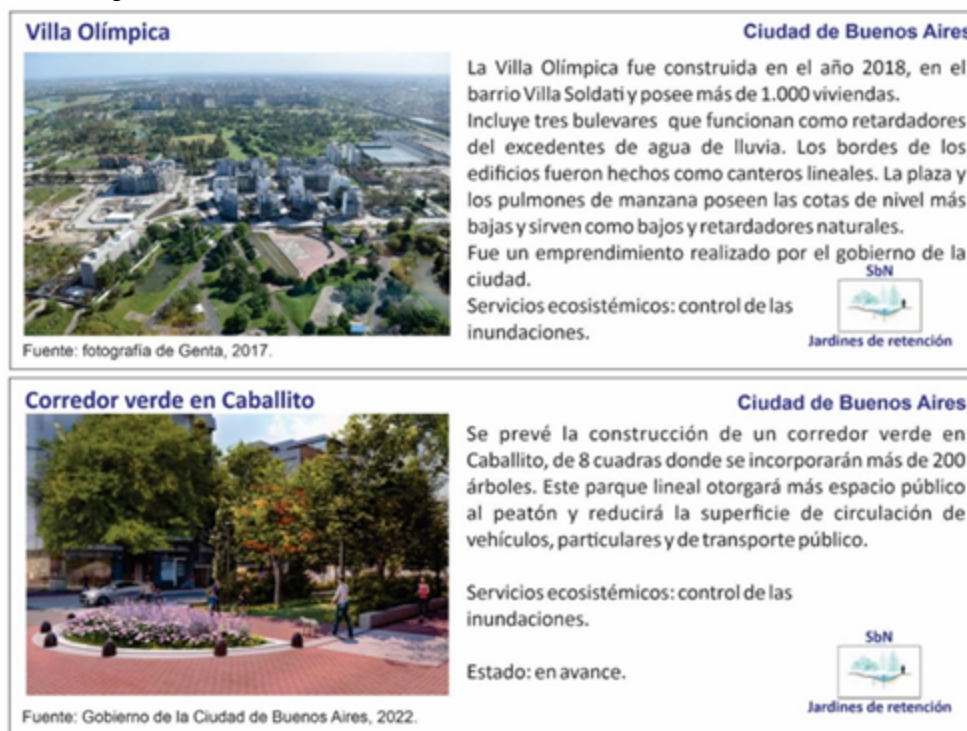 Villa Olímpica
Ciudad de Buenos Aires
La Villa Olímpica fue construida en el año 2018, en el
barrio Villa Soldati y posee más de 1.000 viviendas.
Incluye tres bulevares que funcionan como retardadores
del excedentes de agua de lluvia. Los bordes de los
edificios fueron hechos como canteros lineales. La plaza y
los pulmones de manzana poseen las cotas de nivel más
bajas y sirven como bajos y retardadores naturales.
Fue un emprendimiento realizado por el gobierno de la
ciudad.
Servicios ecosistémicos: control de las
inundaciones.
SbN
Jardines de retención
Fuente: fotografía de Genta, 2017.
Corredor verde en Caballito
Ciudad de Buenos Aires
Se prevé la construcción de un corredor verde en
Caballito, de 8 cuadras donde se incorporarán más de 200
árboles. Este parque lineal otorgará más espacio público
al peatón y reducirá la superficie de circulación de
vehículos, particulares y de transporte público.
Servicios ecosistémicos: control de las
inundaciones.
Estado: en avance.
SbN
Jardines de retención
Fuente: Gobierno de la Ciudad de Buenos Aires, 2022.